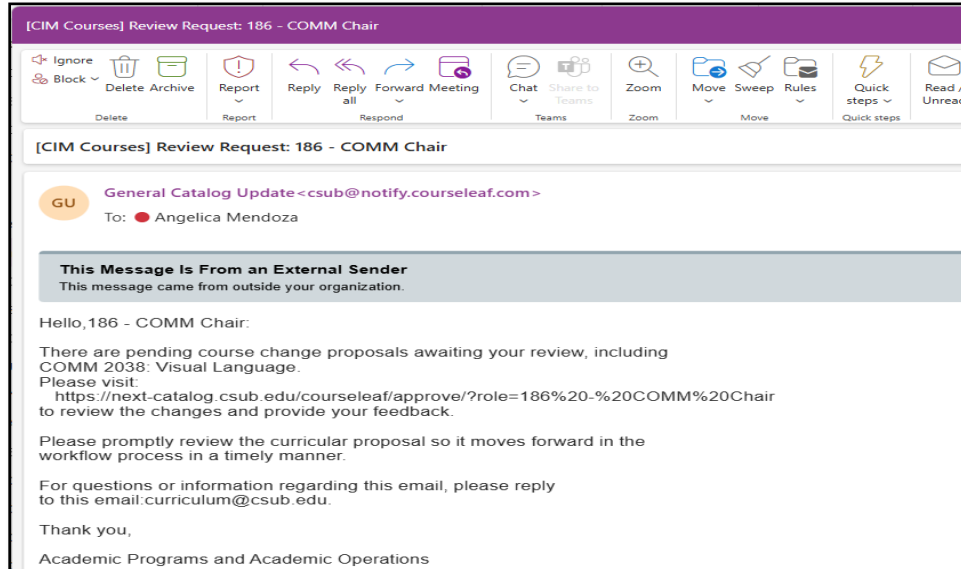 [CIM Courses] Review Request: 186 - COMM Chair
Ignore
Block
Delete Archive
Report
Reply Reply all Forward Meeting
Chat Share to Teams
Zoom
Move Sweep Rules
Quick steps
Read /
Unread
Delete Report Respond Teams Zoom Move Quick steps
[CIM Courses] Review Request: 186 - COMM Chair
GU
General Catalog Update<csub@notify.courseleaf.com>
To: Angelica Mendoza
This Message Is From an External Sender
This message came from outside your organization.
Hello,186 - COMM Chair:
There are pending course change proposals awaiting your review, including
COMM 2038: Visual Language.
Please visit:
https://next-catalog.csub.edu/courseleaf/approve/?role=186%20-%20COMM%20Chair
to review the changes and provide your feedback.
Please promptly review the curricular proposal so it moves forward in the
workflow process in a timely manner.
For questions or information regarding this email, please reply
to this email:curriculum@csub.edu.
Thank you,
Academic Programs and Academic Operations